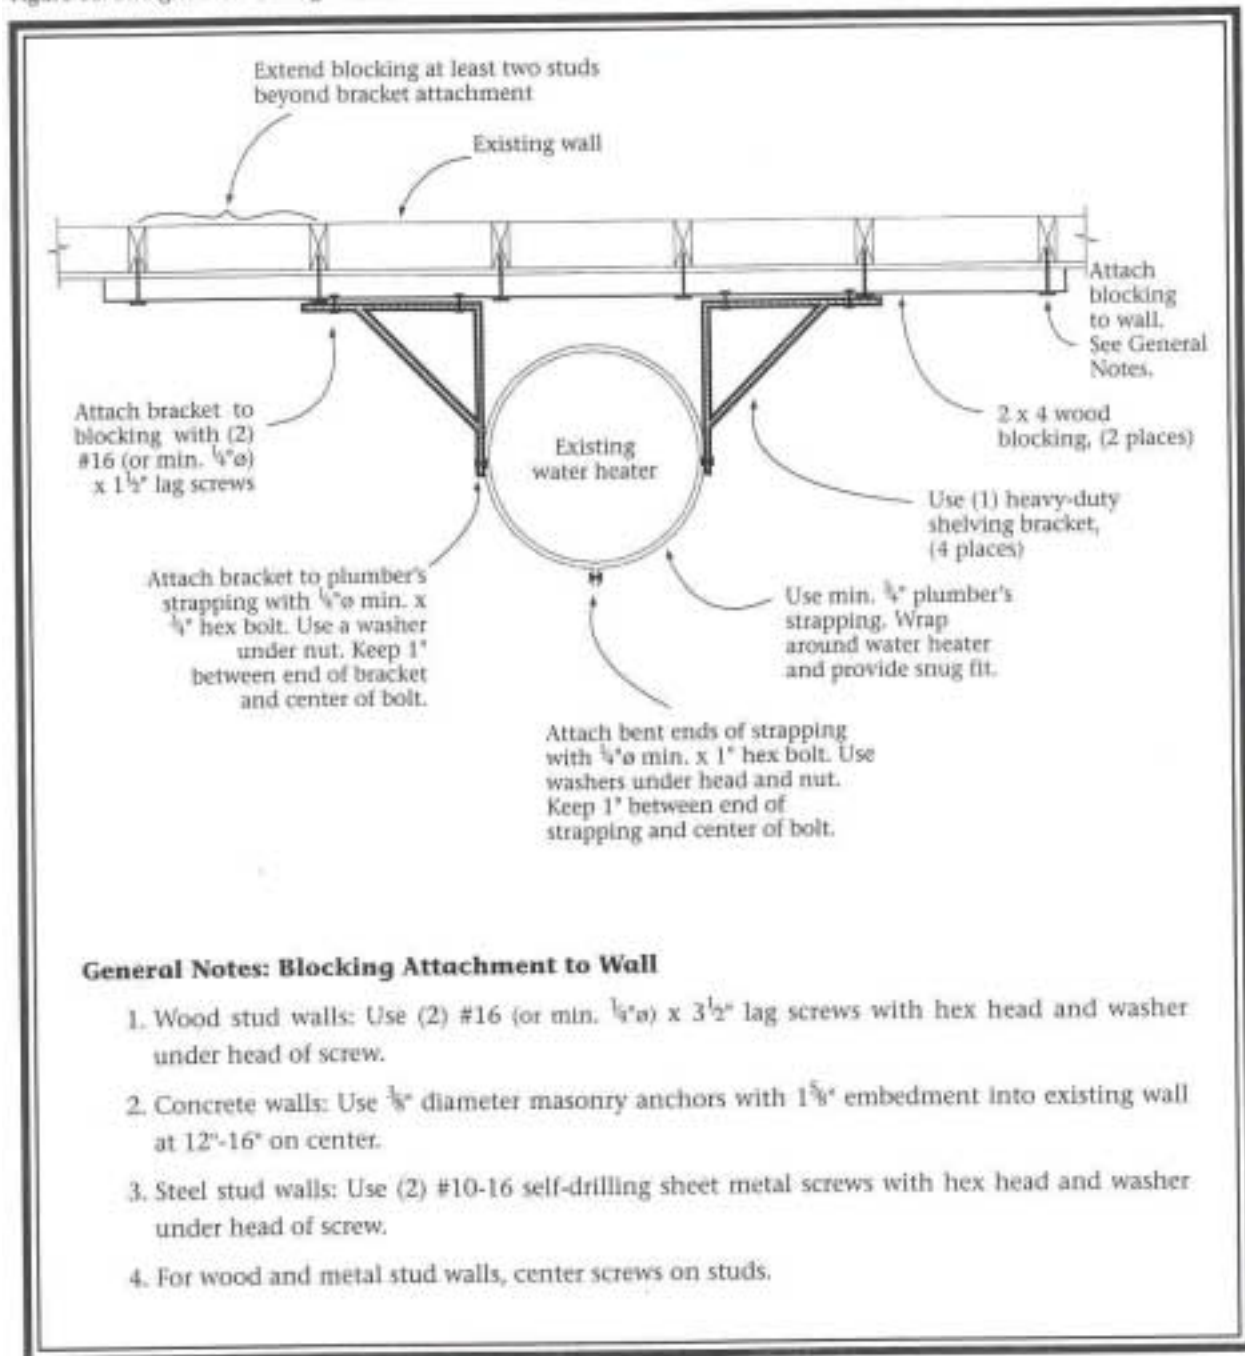 Extend blocking at least two studs
beyond bracket attachment
Existing wall
Attach
blocking
to wall.
See General
Notes.
Attach bracket to
blocking with (2)
#16 (or min. ¼"ø)
x 1½" lag screws
Existing
water heater
2 x 4 wood
blocking, (2 places)
Use (1) heavy-duty
shelving bracket,
(4 places)
Attach bracket to plumber's
strapping with ¼"ø min. x
¾" hex bolt. Use a washer
under nut. Keep 1"
between end of bracket
and center of bolt.
Use min. ¾" plumber's
strapping. Wrap
around water heater
and provide snug fit.
Attach bent ends of strapping
with ¼"ø min. x 1" hex bolt. Use
washers under head and nut.
Keep 1" between end of
strapping and center of bolt.
General Notes: Blocking Attachment to Wall
1. Wood stud walls: Use (2) #16 (or min. ¼"ø) x 3½" lag screws with hex head and washer
under head of screw.
2. Concrete walls: Use ⅜" diameter masonry anchors with 1⅝" embedment into existing wall
at 12"-16" on center.
3. Steel stud walls: Use (2) #10-16 self-drilling sheet metal screws with hex head and washer
under head of screw.
4. For wood and metal stud walls, center screws on studs.